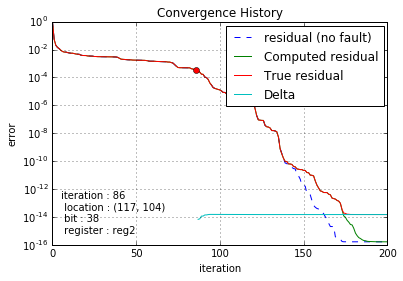 Convergence History
10^0
10^-2
10^-4
10^-6
10^-8
10^-10
10^-12
10^-14
10^-16
error
residual (no fault)
Computed residual
True residual
Delta
iteration : 86
location : (117, 104)
bit : 38
register : reg2
0 50 100 150 200
iteration